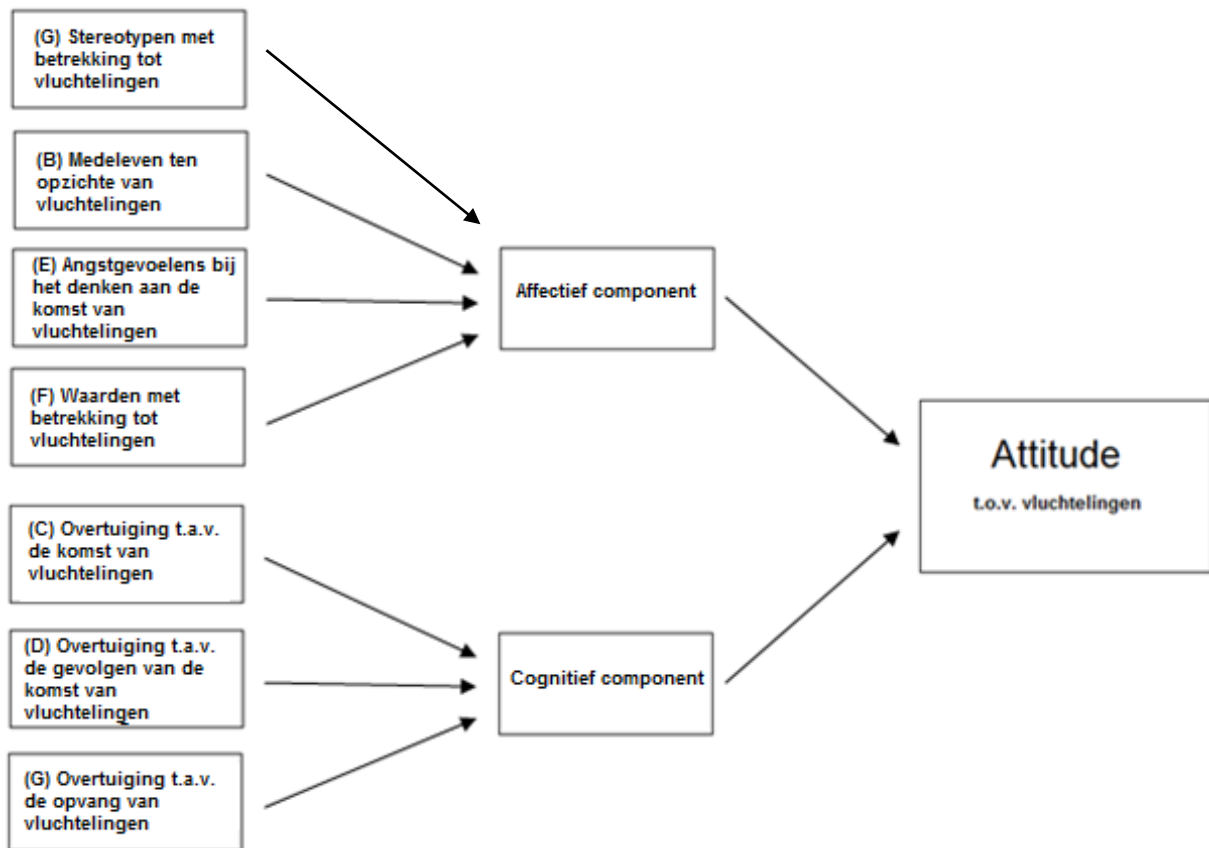 (G) Stereotypen met
betrekking tot
vluchtelingen
(B) Medeleven ten
opzichte van
vluchtelingen
(E) Angstgevoelens bij
het denken aan de
komst van
vluchtelingen
(F) Waarden met
betrekking tot
vluchtelingen
(C) Overtuiging t.a.v.
de komst van
vluchtelingen
(D) Overtuiging t.a.v.
de gevolgen van de
komst van
vluchtelingen
(G) Overtuiging t.a.v.
de opvang van
vluchtelingen
Affectief component
Cognitief component
Attitude
t.o.v. vluchtelingen